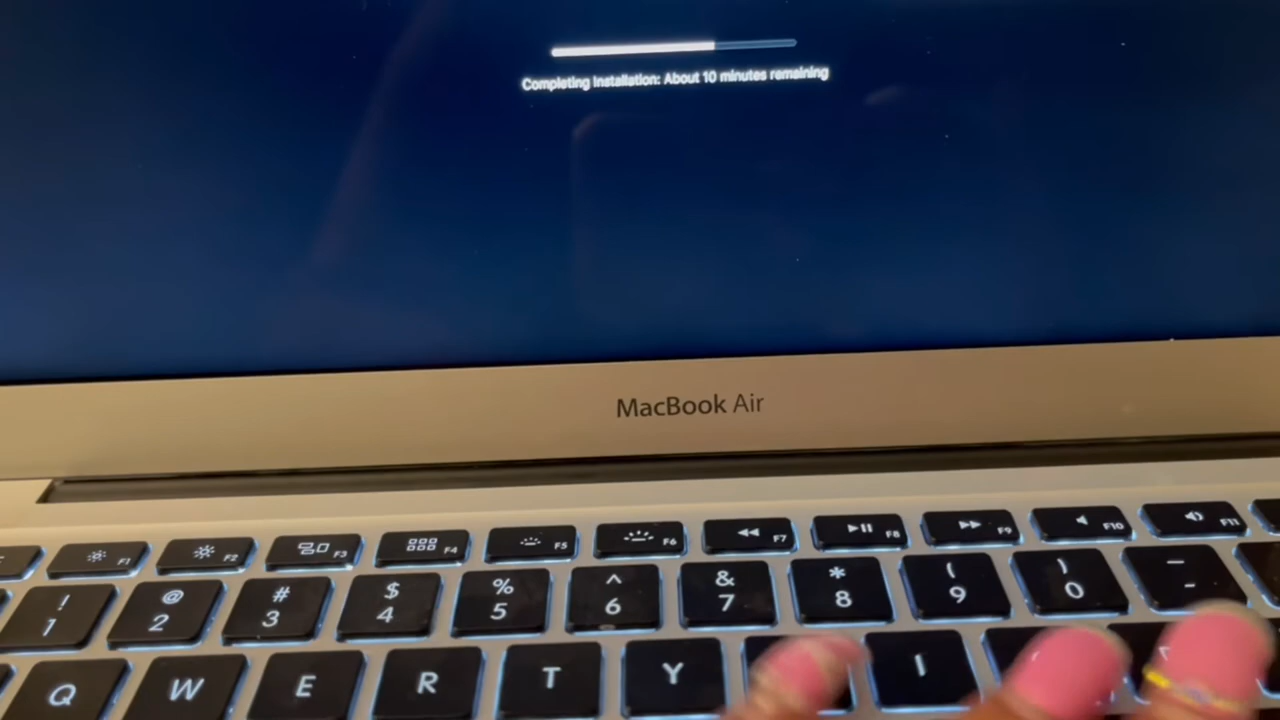 Completing Installation: About 10 minutes remaining
MacBook Air
F1 F2 F3 F4 F5 F6 F7 F8 F9 F10 F11
! @ # $ % ^ & * ( ) —
1 2 3 4 5 6 7 8 9 0 -
Q W E R T Y I